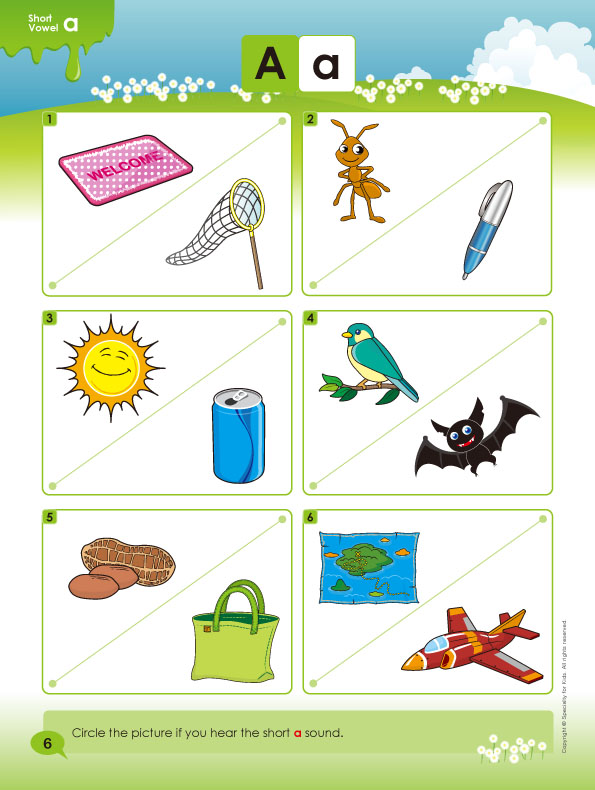 Short
Vowel a
A a
1
2
WELCOME
3
4
5
6
Circle the picture if you hear the short a sound.
6
Copyright © Specialty for Kids. All rights reserved.